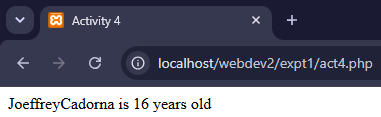 Activity 4
localhost/webdev2/expt1/act4.php
JoeffreyCadorna is 16 years old